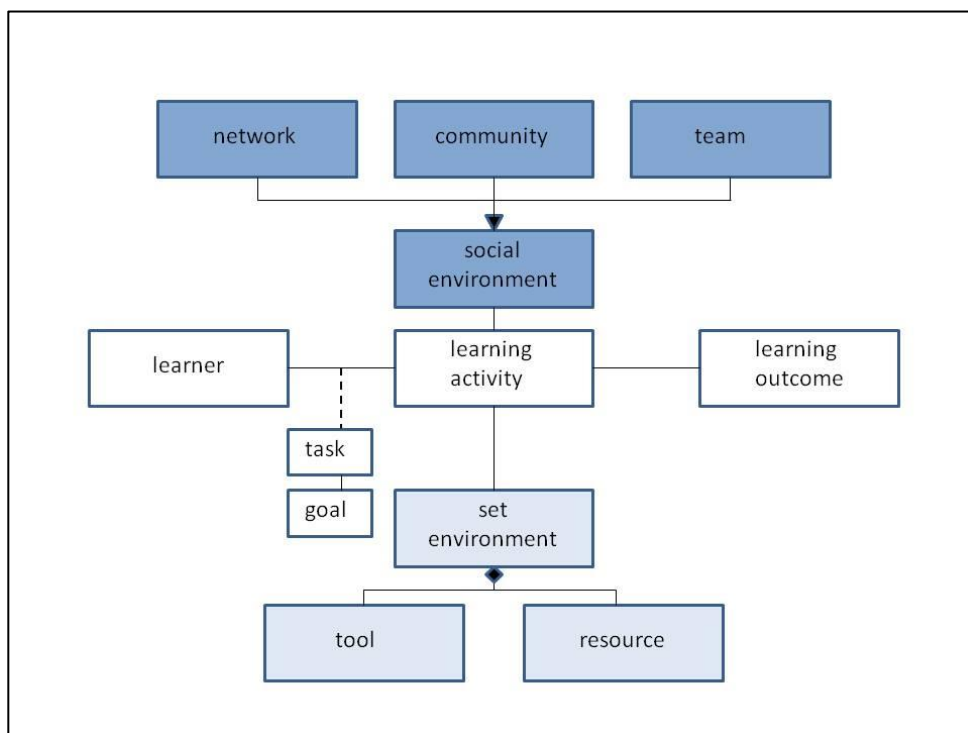 network
community
team
social
environment
learner
learning
activity
learning
outcome
task
goal
set
environment
tool
resource